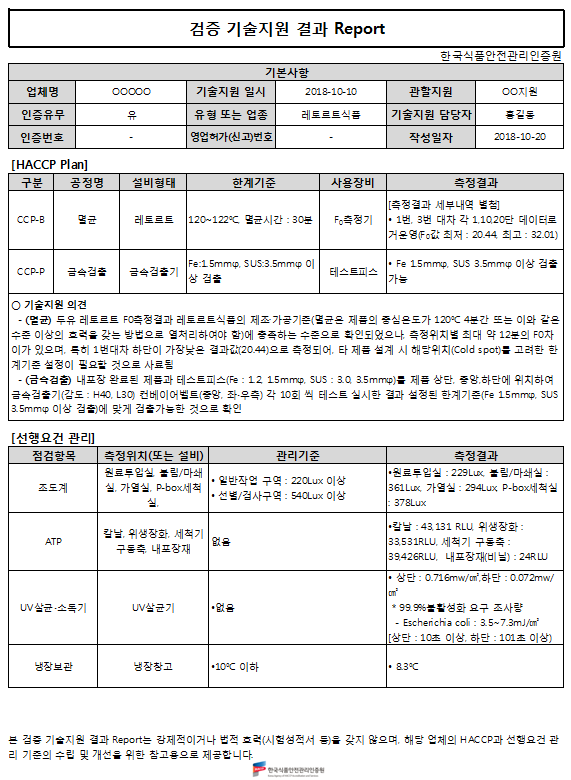 검증 기술지원 결과 Report
한국식품안전관리인증원
기본사항
업체명 OOOOO 기술지원 일시 2018-10-10 관할지원 OO지원
인증유무 유 유형 또는 업종 레토르트식품 기술지원 담당자 홍길동
인증번호 - 영업허가(신고)번호 - 작성일자 2018-10-20
[HACCP Plan]
구분 공정명 설비형태 한계기준 사용장비 측정결과
CCP-B 멸균 레토르트 120~122℃, 멸균시간 : 30분 F₀측정기
[측정결과 세부내역 별첨]
• 1번, 3번 대차 각 1,10,20단 데이터로
거운영(F₀값 최저 : 20.44, 최고 : 32.01)
CCP-P 금속검출 금속검출기
Fe:1.5mmφ, SUS:3.5mmφ 이
상 검출
테스트피스
• Fe 1.5mmφ, SUS 3.5mmφ 이상 검출
가능
○ 기술지원 의견
- (멸균) 두유 레토르트 F0측정결과 레토르트식품의 제조·가공기준(멸균은 제품의 중심온도가 120℃ 4분간 또는 이와 같은
수준 이상의 효력을 갖는 방법으로 열처리하여야 함)에 충족하는 수준으로 확인되었으나, 측정위치별 최대 약 12분의 F0차
이가 있으며, 특히 1번대차 하단이 가장낮은 결과값(20.44)으로 측정되어, 타 제품 설계 시 해당위치(Cold spot)를 고려한 한
계기준 설정이 필요할 것으로 사료됨
- (금속검출) 내포장 완료된 제품과 테스트피스(Fe : 1.2, 1.5mmφ, SUS : 3.0, 3.5mmφ)를 제품 상단, 중앙,하단에 위치하여
금속검출기(감도 : H40, L30) 컨베이어벨트(중앙, 좌·우측) 각 10회 씩 테스트 실시한 결과 설정된 한계기준(Fe 1.5mmφ, SUS
3.5mmφ 이상 검출)에 맞게 검출가능한 것으로 확인
[선행요건 관리]
점검항목 측정위치(또는 설비) 관리기준 측정결과
조도계
원료투입실, 불림/마쇄
실, 가열실, P-box세척
실,
• 일반작업 구역 : 220Lux 이상
• 선별/검사구역 : 540Lux 이상
•원료투입실 : 229Lux, 불림/마쇄실 :
361Lux, 가열실 : 294Lux, P-box세척실
: 378Lux
ATP
칼날, 위생장화, 세척기
구동축, 내포장재
없음
•칼날 : 43,131 RLU, 위생장화 :
33,531RLU, 세척기 구동축 :
39,426RLU, 내포장재(비닐) : 24RLU
UV살균·소독기 UV살균기 •없음
• 상단 : 0.716mw/㎠,하단 : 0.072mw/
㎠
* 99.9%불활성화 요구 조사량
- Escherichia coli : 3.5~7.3mJ/㎠
[상단 : 10초 이상, 하단 : 101초 이상)
냉장보관 냉장창고 •10℃ 이하 • 8.3℃
본 검증 기술지원 결과 Report는 강제적이거나 법적 효력(시험성적서 등)을 갖지 않으며, 해당 업체의 HACCP과 선행요건 관
리 기준의 수립 및 개선을 위한 참고용으로 제공합니다.
한국식품안전관리인증원